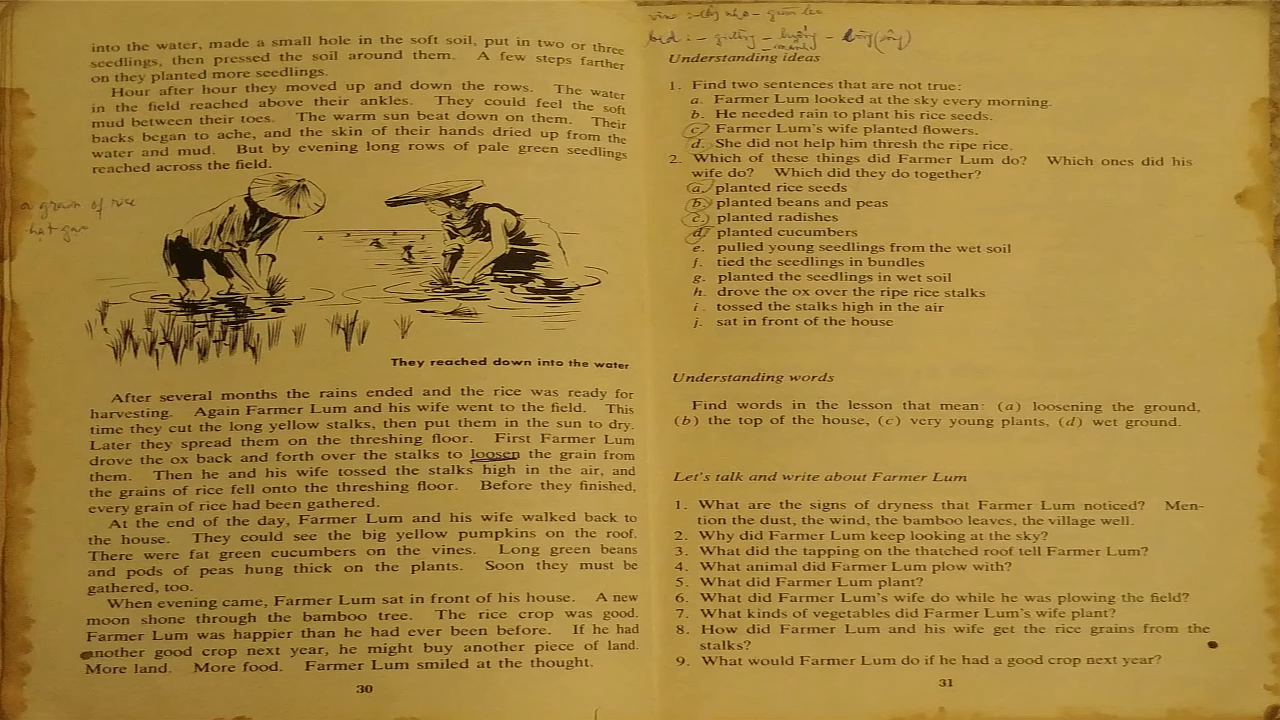 into the water, made a small hole in the soft soil, put in two or three
seedlings, then pressed the soil around them. A few steps farther
on they planted more seedlings.
Hour after hour they moved up and down the rows. The water
in the field reached above their ankles. They could feel the soft
mud between their toes. The warm sun beat down on them. Their
backs began to ache, and the skin of their hands dried up from the
water and mud. But by evening long rows of pale green seedlings
reached across the field.
a grain of rice
hạt gạo
They reached down into the water
After several months the rains ended and the rice was ready for
harvesting. Again Farmer Lum and his wife went to the field. This
time they cut the long yellow stalks, then put them in the sun to dry.
Later they spread them on the threshing floor. First Farmer Lum
drove the ox back and forth over the stalks to loosen the grain from
them. Then he and his wife tossed the stalks high in the air, and
the grains of rice fell onto the threshing floor. Before they finished,
every grain of rice had been gathered.
At the end of the day, Farmer Lum and his wife walked back to
the house. They could see the big yellow pumpkins on the roof.
There were fat green cucumbers on the vines. Long green beans
and pods of peas hung thick on the plants. Soon they must be
gathered, too.
When evening came, Farmer Lum sat in front of his house. A new
moon shone through the bamboo tree. The rice crop was good.
Farmer Lum was happier than he had ever been before. If he had
another good crop next year, he might buy another piece of land.
More land. More food. Farmer Lum smiled at the thought.
30
vine :
bed : - giường - luống -
Understanding ideas
1. Find two sentences that are not true:
a. Farmer Lum looked at the sky every morning.
b. He needed rain to plant his rice seeds.
c. Farmer Lum's wife planted flowers.
d. She did not help him thresh the ripe rice.
2. Which of these things did Farmer Lum do? Which ones did his
wife do? Which did they do together?
a. planted rice seeds
b. planted beans and peas
c. planted radishes
d. planted cucumbers
e. pulled young seedlings from the wet soil
f. tied the seedlings in bundles
g. planted the seedlings in wet soil
h. drove the ox over the ripe rice stalks
i. tossed the stalks high in the air
j. sat in front of the house
Understanding words
Find words in the lesson that mean: (a) loosening the ground,
(b) the top of the house, (c) very young plants, (d) wet ground.
Let's talk and write about Farmer Lum
1. What are the signs of dryness that Farmer Lum noticed? Men-
tion the dust, the wind, the bamboo leaves, the village well.
2. Why did Farmer Lum keep looking at the sky?
3. What did the tapping on the thatched roof tell Farmer Lum?
4. What animal did Farmer Lum plow with?
5. What did Farmer Lum plant?
6. What did Farmer Lum's wife do while he was plowing the field?
7. What kinds of vegetables did Farmer Lum's wife plant?
8. How did Farmer Lum and his wife get the rice grains from the
stalks?
9. What would Farmer Lum do if he had a good crop next year?
31